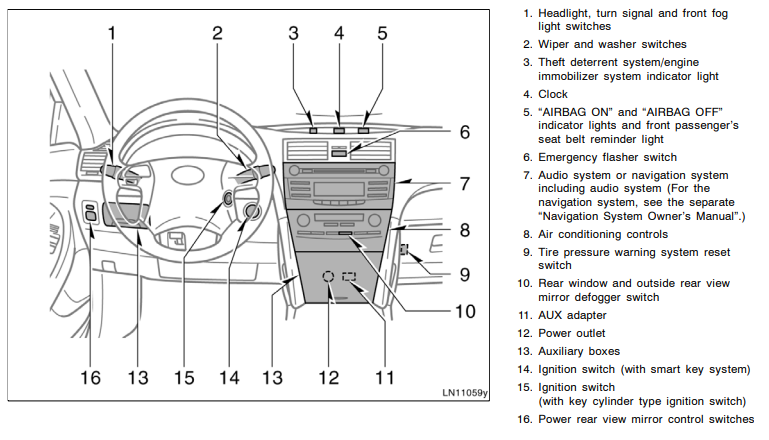 1 2 3 4 5
6
7
8
9
10
16 13 15 14 13 12 11
LN11059y
1. Headlight, turn signal and front fog
light switches
2. Wiper and washer switches
3. Theft deterrent system/engine
immobilizer system indicator light
4. Clock
5. “AIRBAG ON” and “AIRBAG OFF”
indicator lights and front passenger’s
seat belt reminder light
6. Emergency flasher switch
7. Audio system or navigation system
including audio system (For the
navigation system, see the separate
“Navigation System Owner’s Manual”.)
8. Air conditioning controls
9. Tire pressure warning system reset
switch
10. Rear window and outside rear view
mirror defogger switch
11. AUX adapter
12. Power outlet
13. Auxiliary boxes
14. Ignition switch (with smart key system)
15. Ignition switch
(with key cylinder type ignition switch)
16. Power rear view mirror control switches